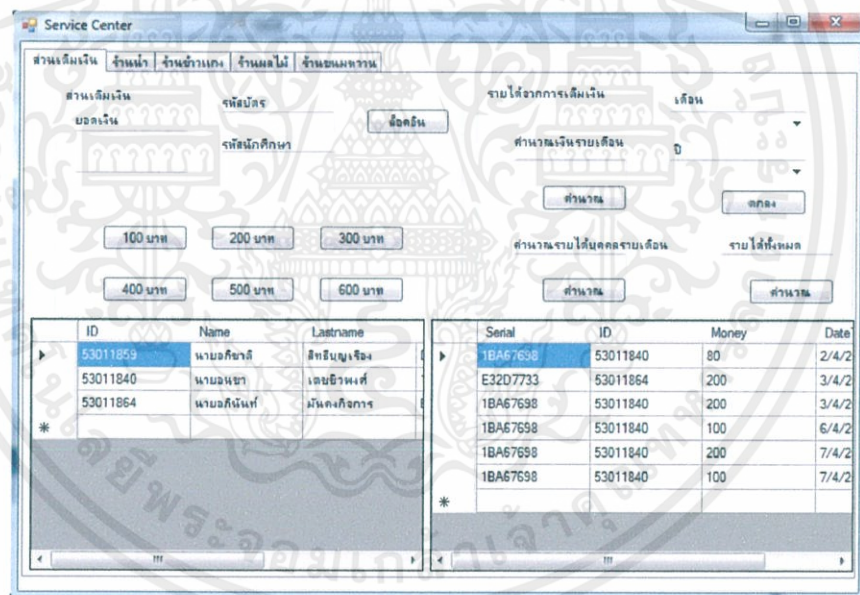 Service Center
ส่วนเติมเงิน ร้านน้ำ ร้านข้าวแกง ร้านผลไม้ ร้านขนมหวาน
ส่วนเติมเงิน
ยอดเงิน
รหัสบัตร
รหัสนักศึกษา
ล็อคอิน
100 บาท 200 บาท 300 บาท
400 บาท 500 บาท 600 บาท
รายได้จากการเติมเงิน
เดือน
คำนวณเงินรายเดือน
ปี
คำนวณ
ตกลง
คำนวณรายได้บุคคลรายเดือน รายได้ทั้งหมด
คำนวณ คำนวณ
ID Name Lastname
53011859 นายอภิชาติ สิทธิบุญเรือง
53011840 นายอนุชา เตชธิวงศ์
53011864 นายอภินันท์ มั่นคงกิจการ
Serial ID Money Date
1BA67698 53011840 80 2/4/2
E32D7733 53011864 200 3/4/2
1BA67698 53011840 200 3/4/2
1BA67698 53011840 100 6/4/2
1BA67698 53011840 200 7/4/2
1BA67698 53011840 100 7/4/2